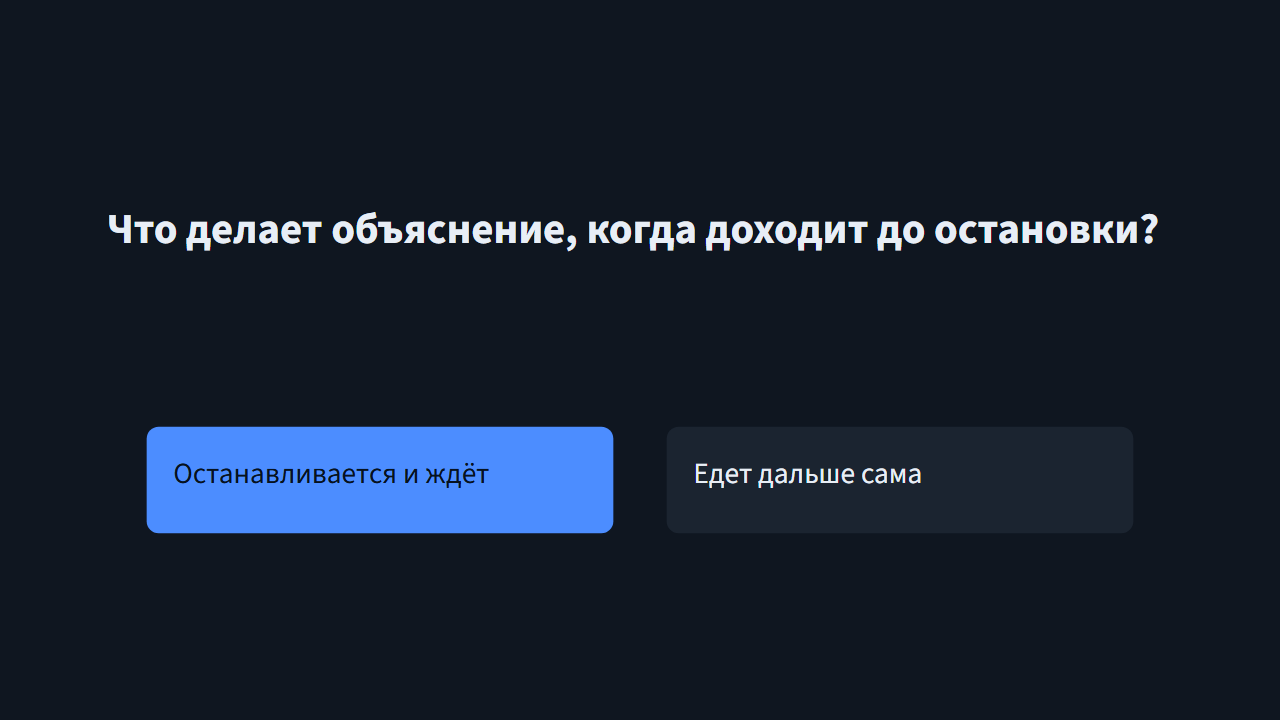 Что делает объяснение, когда доходит до остановки?
Останавливается и ждёт
Едет дальше сама